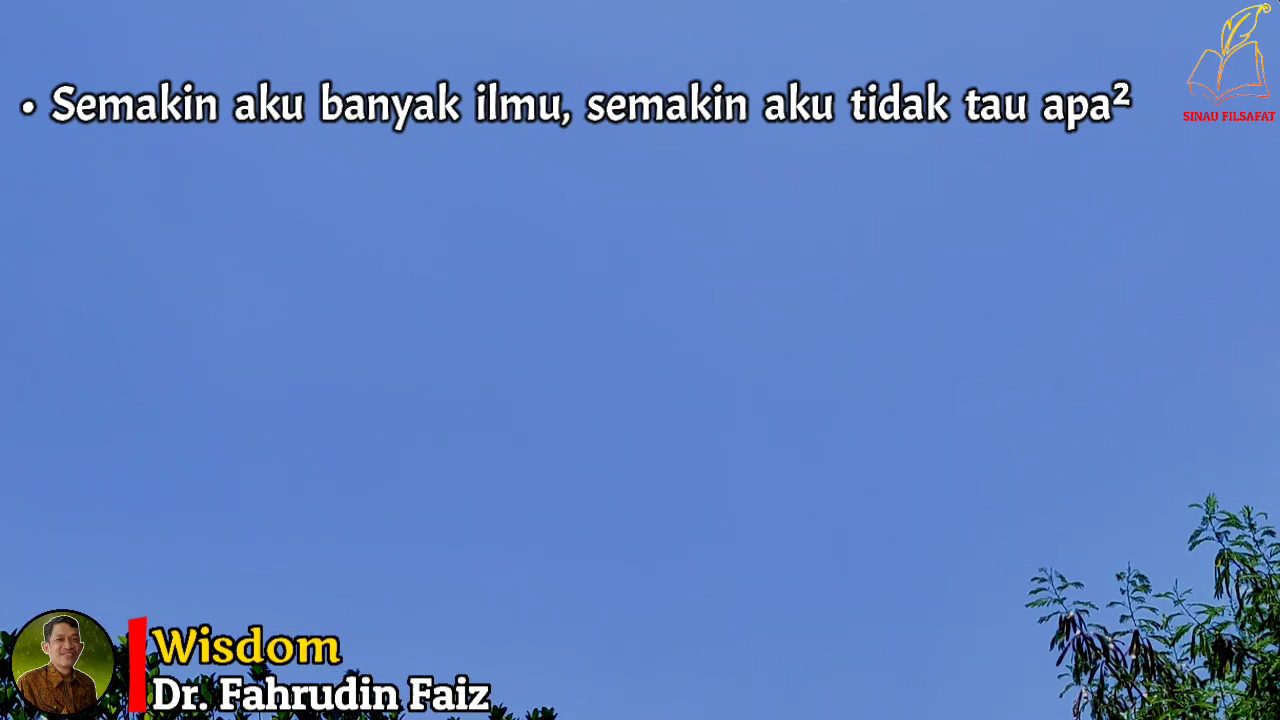 • Semakin aku banyak ilmu, semakin aku tidak tau apa²
SINAU FILSAFAT
Wisdom
Dr. Fahrudin Faiz